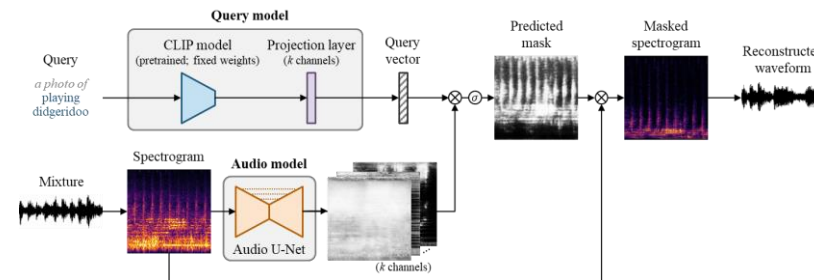 Query model
Query
a photo of
playing
didgeridoo
CLIP model
(pretrained; fixed weights)
Projection layer
(k channels)
Query
vector
σ
Predicted
mask
Masked
spectrogram
Reconstructe
waveform
Mixture
Spectrogram
Audio model
Audio U-Net
...
(k channels)